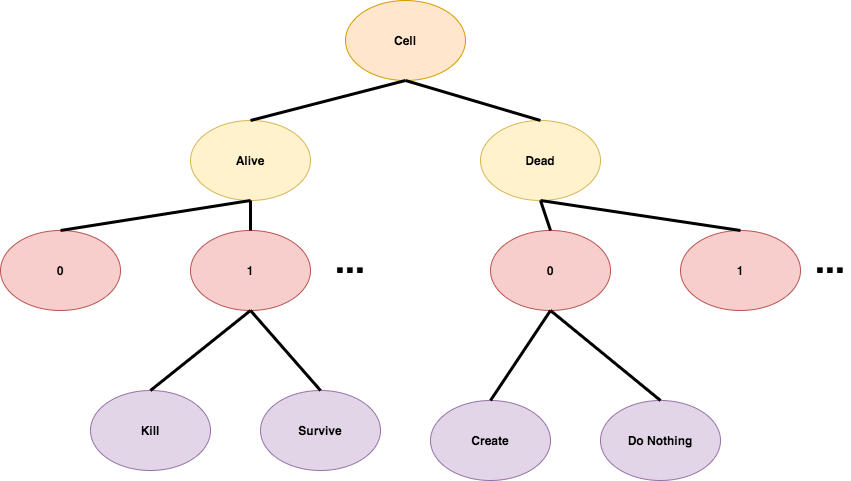 Cell
Alive
Dead
0
1
...
0
1
...
Kill
Survive
Create
Do Nothing